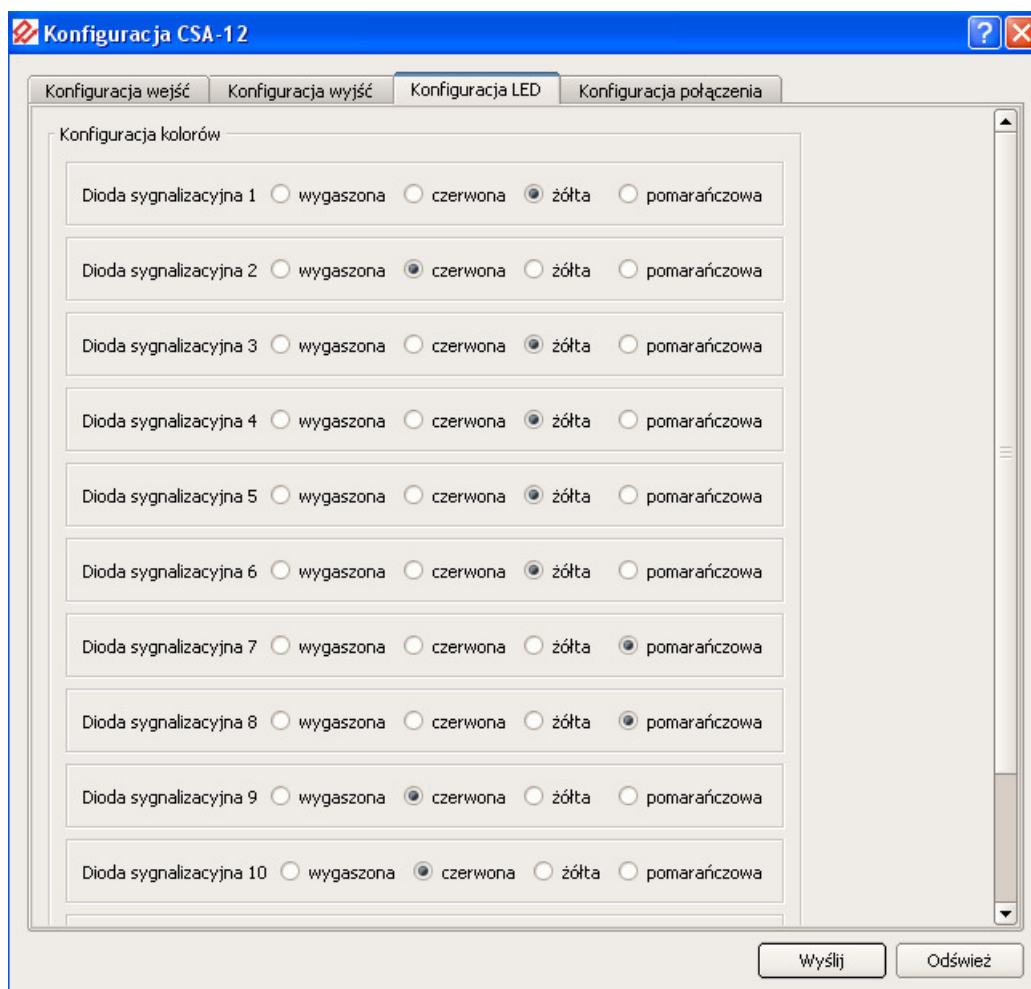 Konfiguracja CSA-12
Konfiguracja wejść Konfiguracja wyjść Konfiguracja LED Konfiguracja połączenia
Konfiguracja kolorów
Dioda sygnalizacyjna 1 wygaszona czerwona żółta pomarańczowa
Dioda sygnalizacyjna 2 wygaszona czerwona żółta pomarańczowa
Dioda sygnalizacyjna 3 wygaszona czerwona żółta pomarańczowa
Dioda sygnalizacyjna 4 wygaszona czerwona żółta pomarańczowa
Dioda sygnalizacyjna 5 wygaszona czerwona żółta pomarańczowa
Dioda sygnalizacyjna 6 wygaszona czerwona żółta pomarańczowa
Dioda sygnalizacyjna 7 wygaszona czerwona żółta pomarańczowa
Dioda sygnalizacyjna 8 wygaszona czerwona żółta pomarańczowa
Dioda sygnalizacyjna 9 wygaszona czerwona żółta pomarańczowa
Dioda sygnalizacyjna 10 wygaszona czerwona żółta pomarańczowa
Wyślij Odśwież